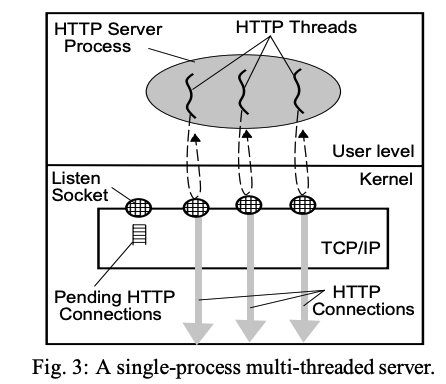 HTTP Server
Process
HTTP Threads
User level
Kernel
Listen
Socket
TCP/IP
Pending HTTP
Connections
HTTP
Connections
Fig. 3: A single-process multi-threaded server.